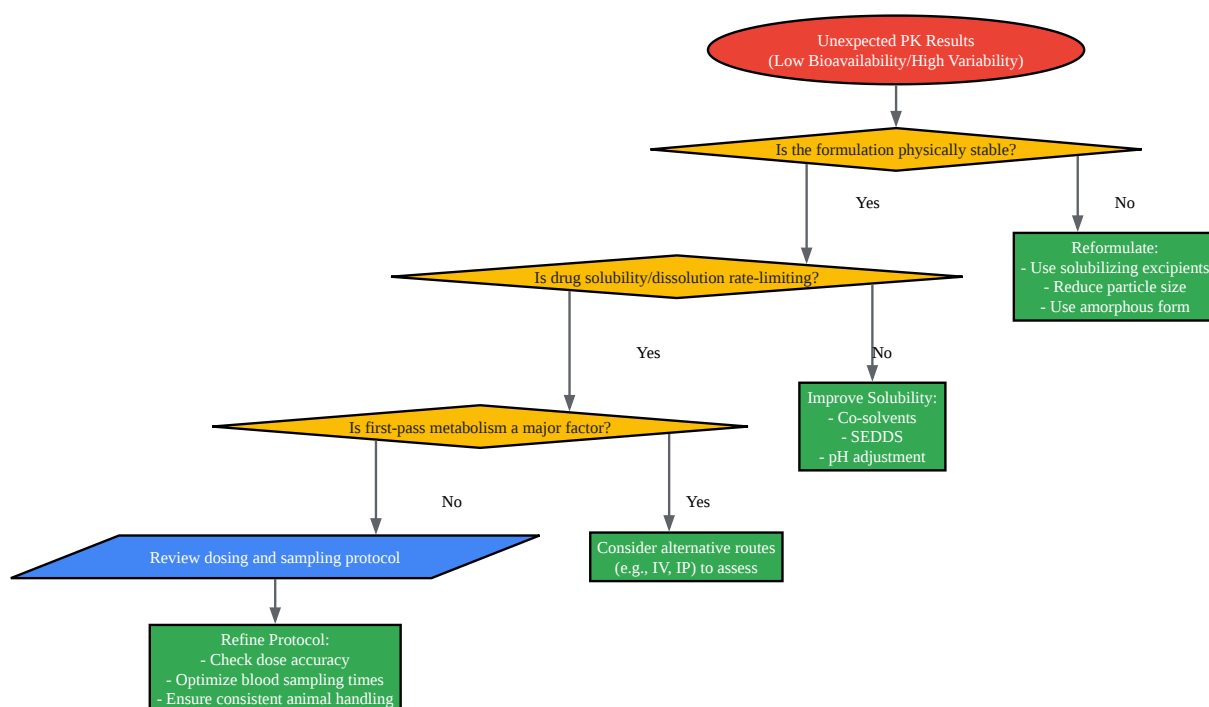 Unexpected PK Results
(Low Bioavailability/High Variability)
Is the formulation physically stable?
Yes
No
Reformulate:
- Use solubilizing excipients
- Reduce particle size
- Use amorphous form
Is drug solubility/dissolution rate-limiting?
Yes
No
Improve Solubility:
- Co-solvents
- SEDDS
- pH adjustment
Is first-pass metabolism a major factor?
No
Yes
Consider alternative routes
(e.g., IV, IP) to assess
Review dosing and sampling protocol
Refine Protocol:
- Check dose accuracy
- Optimize blood sampling times
- Ensure consistent animal handling